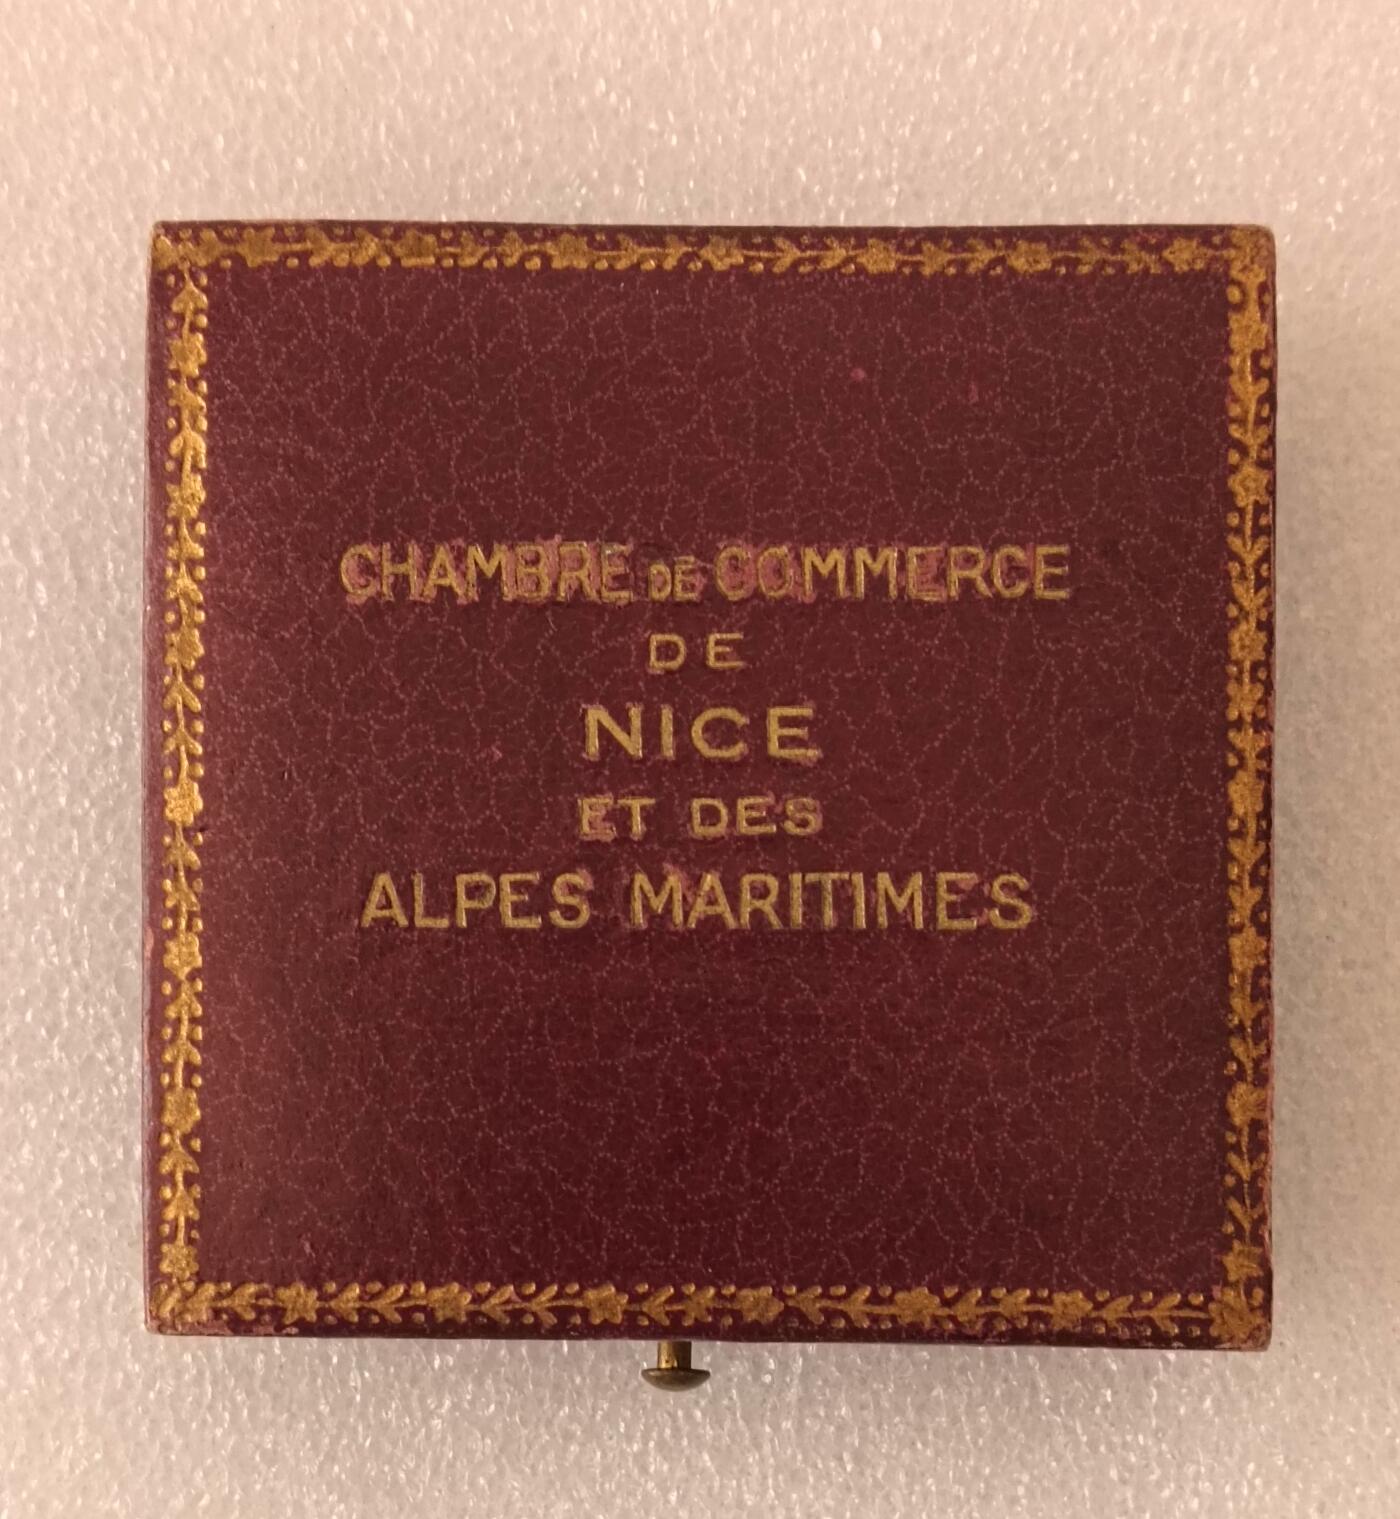 CHAMBRE DE COMMERCE
DE
NICE
ET DES
ALPES MARITIMES